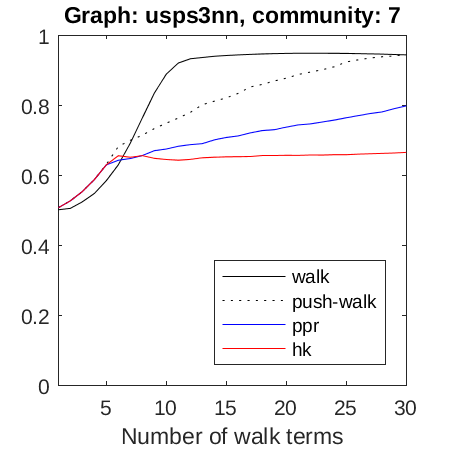 Graph: usps3nn, community: 7
1
0.8
0.6
0.4
0.2
0
walk
push-walk
ppr
hk
5
10
15
20
25
30
Number of walk terms